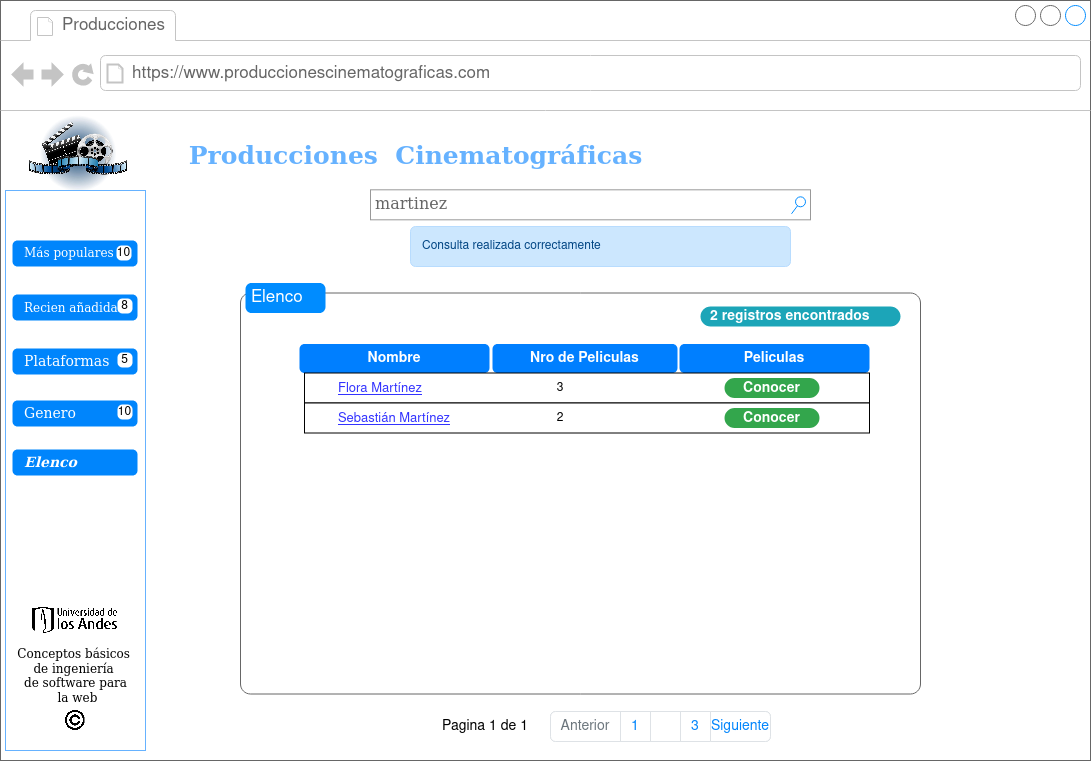 Producciones
https://www.produccionescinematograficas.com
Producciones Cinematográficas
martinez
Consulta realizada correctamente
Más populares 10
Recien añadida 8
Plataformas 5
Genero 10
Elenco
Elenco
2 registros encontrados
Nombre Nro de Peliculas Peliculas
Flora Martínez 3 Conocer
Sebastián Martínez 2 Conocer
Universidad de
los Andes
Conceptos básicos
de ingeniería
de software para
la web
©
Pagina 1 de 1 Anterior 1 3 Siguiente